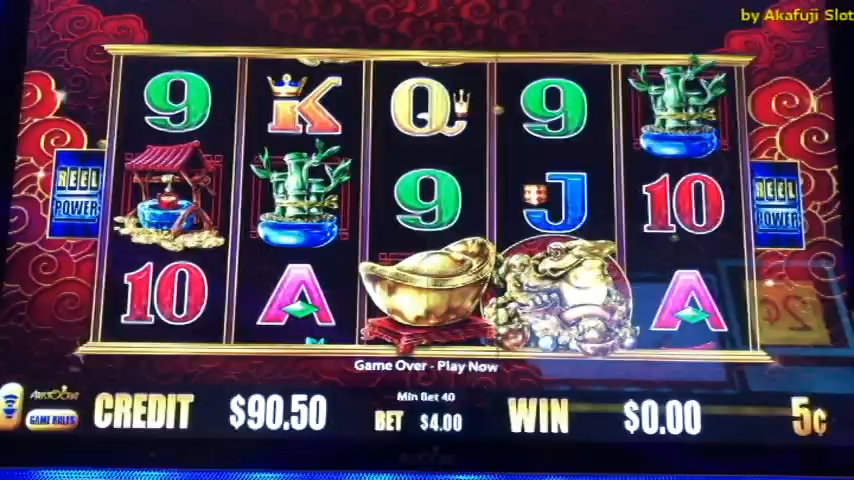 by Akafuji Slot
9 K Q 9
REEL POWER
9 J 10
REEL POWER
10 A A
Game Over - Play Now
ARISTOCRAT
GAME RULES
CREDIT $90.50
Min Bet 40
BET $4.00
WIN $0.00
5¢